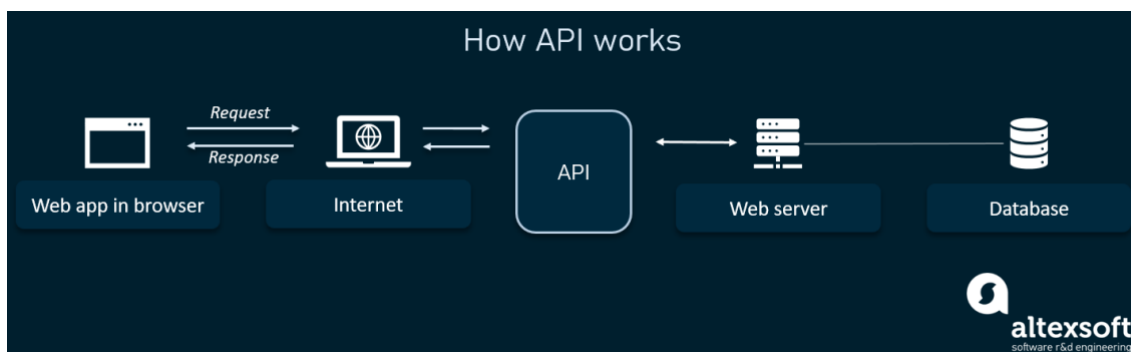 How API works
Request
Response
API
Web app in browser
Internet
Web server
Database
altexsoft
software r&d engineering